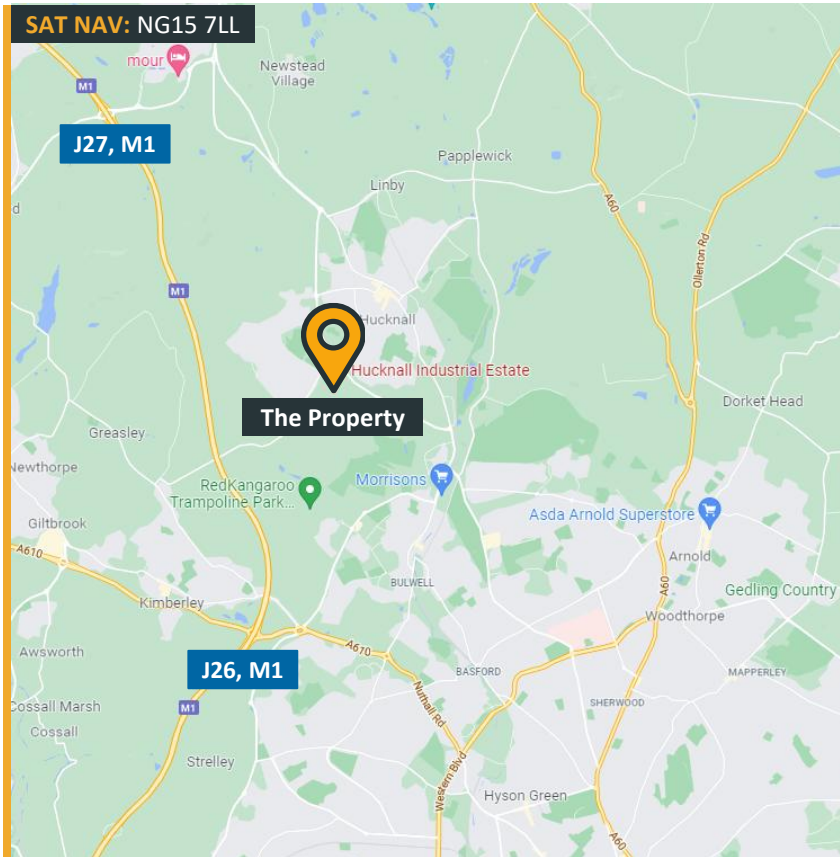 SAT NAV: NG15 7LL
mour
Newstead
Village
M1
J27, M1
Papplewick
Linby
d
A60
Ollerton Rd
M1
Hucknall
Hucknall Industrial Estate
The Property
Dorket Head
Greasley
Newthorpe
RedKangaroo
Trampoline Park...
Morrisons
Asda Arnold Superstore
Giltbrook
A610
Arnold
BULWELL
A60
Gedling Country
Kimberley
Woodthorpe
A610
Awsworth
J26, M1
BASFORD
MAPPERLEY
Nuthall Rd
SHERWOOD
Cossall Marsh
M1
Cossall
Strelley
Western Blvd
Hyson Green
A60